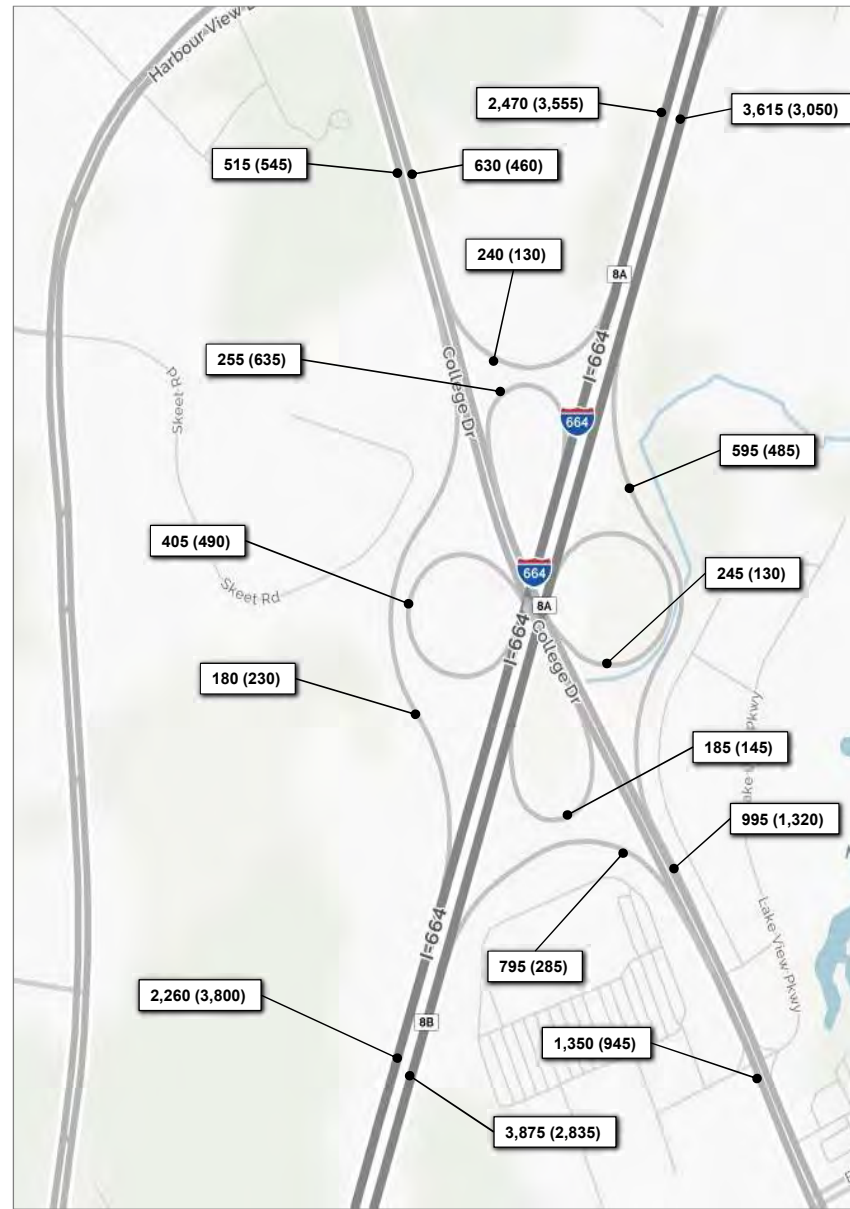 Harbour View B
2,470 (3,555)
3,615 (3,050)
515 (545)
630 (460)
240 (130)
8A
I-664
255 (635)
College Dr
Skeet Rd
664
595 (485)
405 (490)
664
245 (130)
8A
Skeet Rd
I-664
College Dr
180 (230)
185 (145)
ake View Pkwy
995 (1,320)
I-664
795 (285)
Lake View Pkwy
2,260 (3,800)
8B
1,350 (945)
3,875 (2,835)